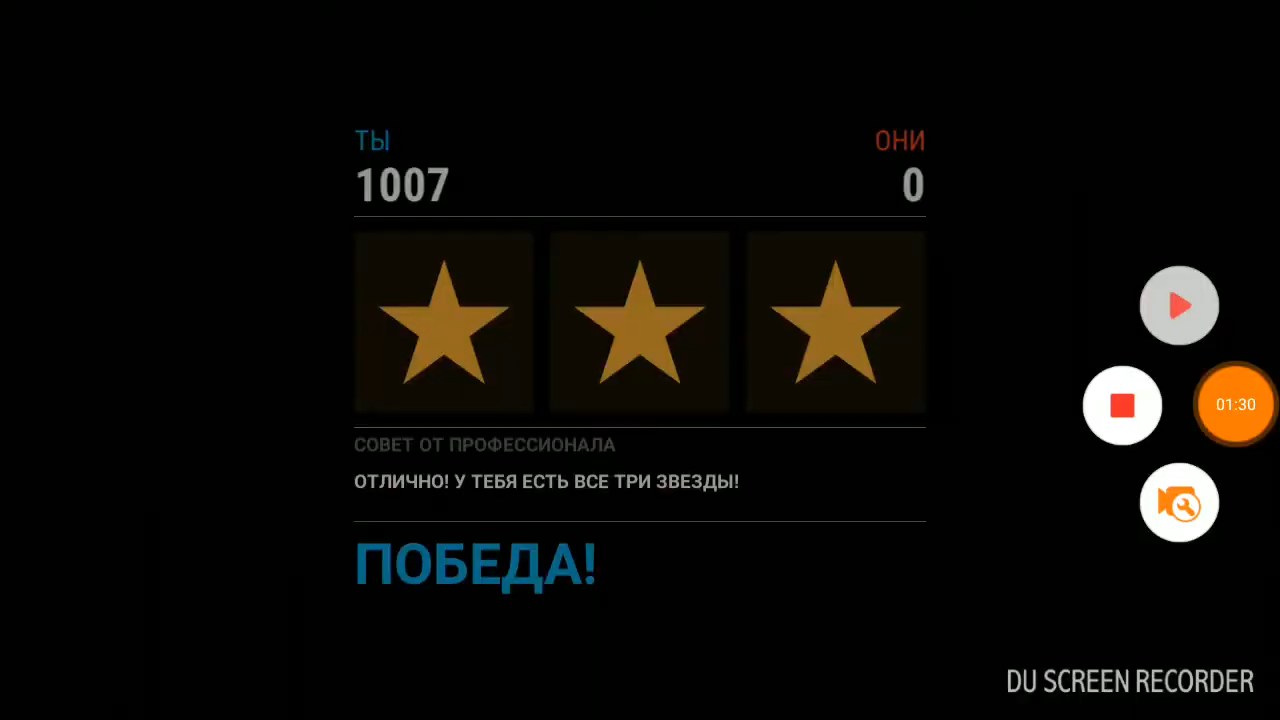 ТЫ
ОНИ
1007
0
СОВЕТ ОТ ПРОФЕССИОНАЛА
ОТЛИЧНО! У ТЕБЯ ЕСТЬ ВСЕ ТРИ ЗВЕЗДЫ!
ПОБЕДА!
01:30
DU SCREEN RECORDER